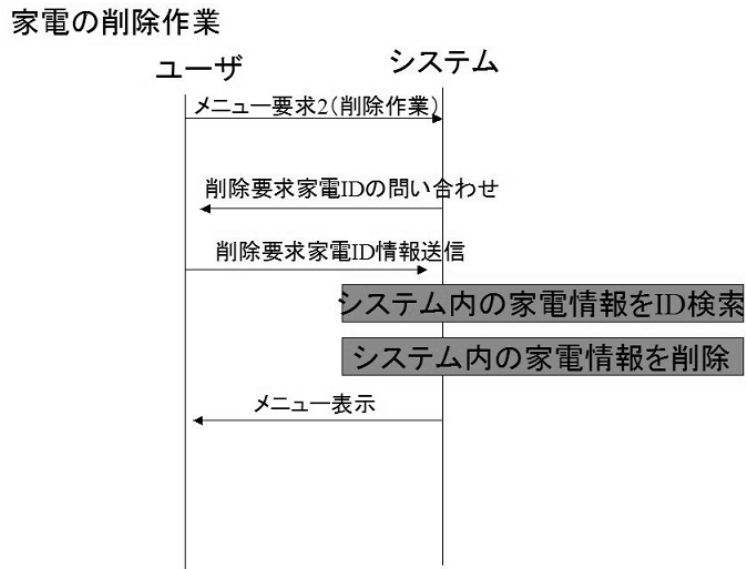 家電の削除作業
ユーザ
システム
メニュー要求2(削除作業)
削除要求家電IDの問い合わせ
削除要求家電ID情報送信
システム内の家電情報をID検索
システム内の家電情報を削除
メニュー表示